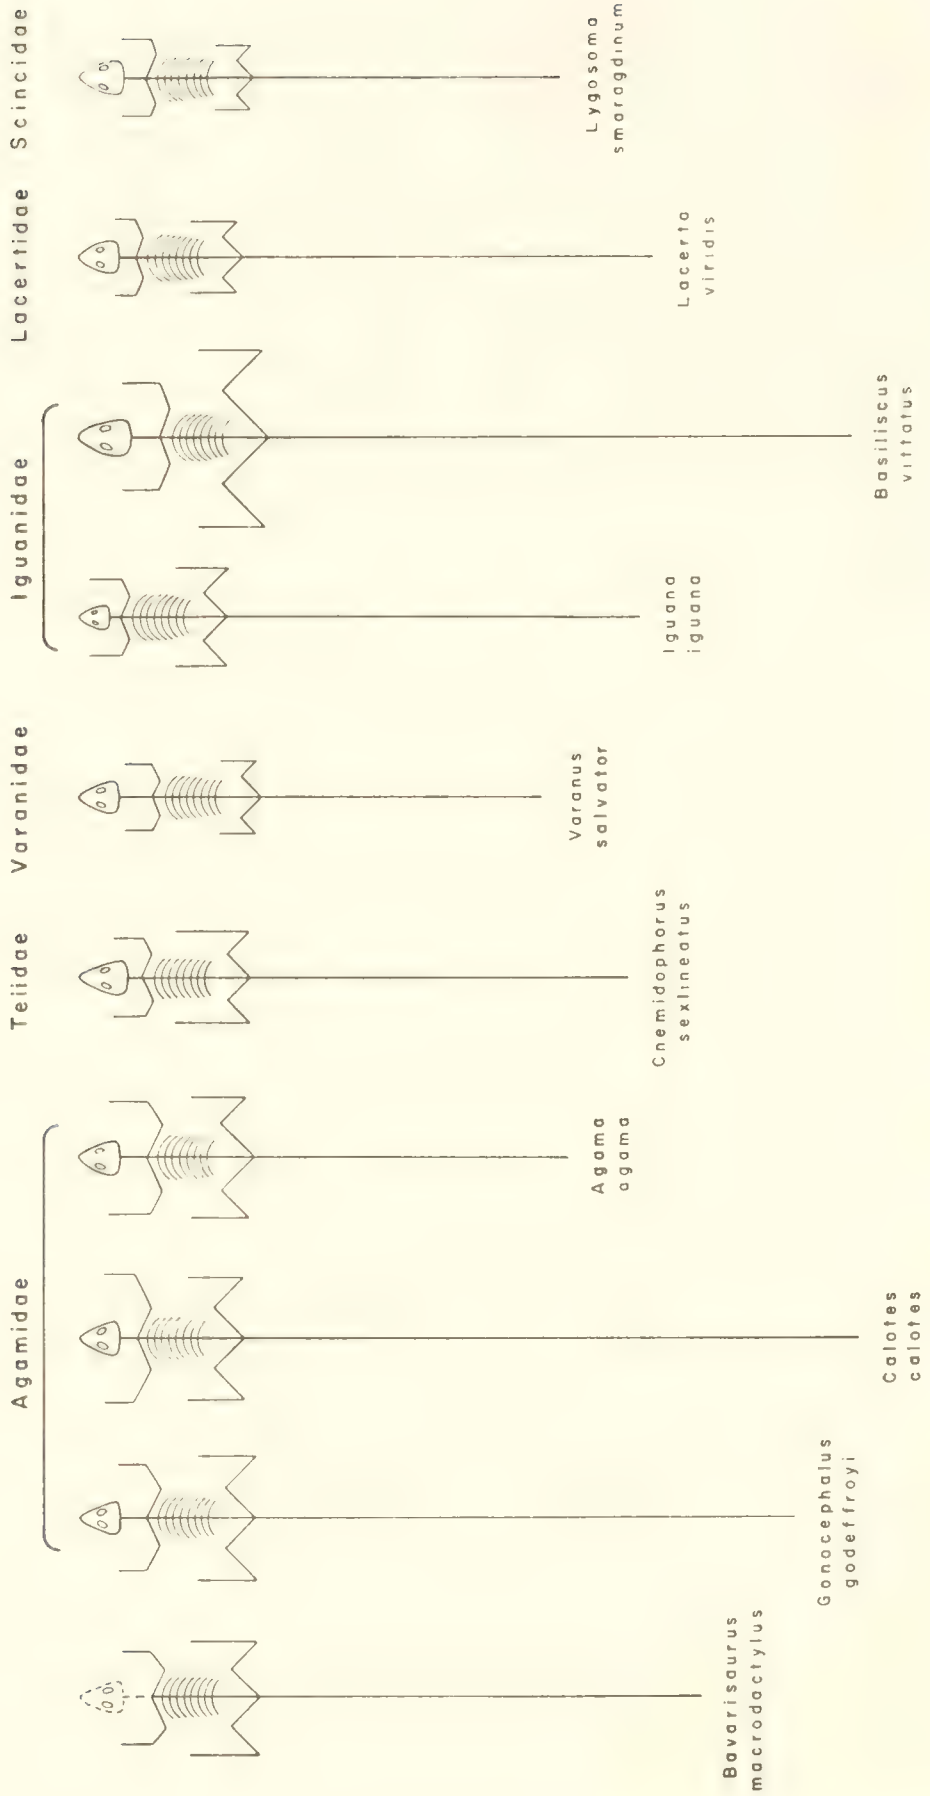 Agamidae
Teiidae
Varanidae
Iguanidae
Lacertidae
Scincidae
Bavarisaurus
macrodactylus
Gonocephalus
godeffroyi
Calotes
calotes
Agama
agama
Cnemidophorus
sexlineatus
Varanus
salvator
Iguana
iguana
Basiliscus
vittatus
Lacerta
viridis
Lygosoma
smaragdinum